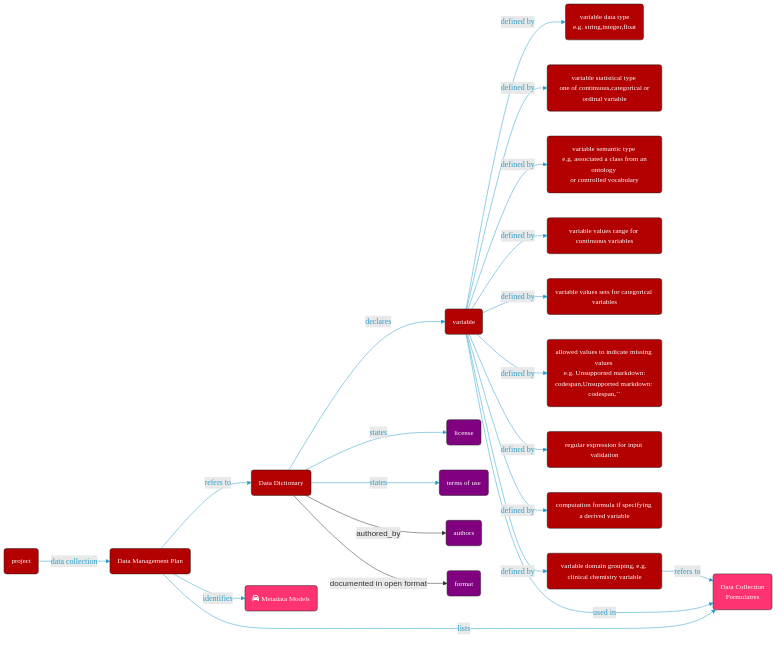 defined by
variable data type
e.g. string,integer,float
defined by
variable statistical type
one of continuous,categorical or
ordinal variable
defined by
variable semantic type
e.g. associated a class from an
ontology
or controlled vocabulary
defined by
variable values range for
continuous variables
defined by
variable values sets for categorical
variables
declares
variable
defined by
allowed values to indicate missing
values
e.g. Unsupported markdown:
codespan,Unsupported markdown:
codespan,``
states
license
defined by
regular expression for input
validation
refers to
Data Dictionary
states
terms of use
defined by
computation formula if specifying
a derived variable
authored_by
authors
project
data collection
Data Management Plan
documented in open format
format
defined by
variable domain grouping, e.g.
clinical chemistry variable
refers to
Data Collection
Formulaires
identifies
Metadata Models
used in
lists